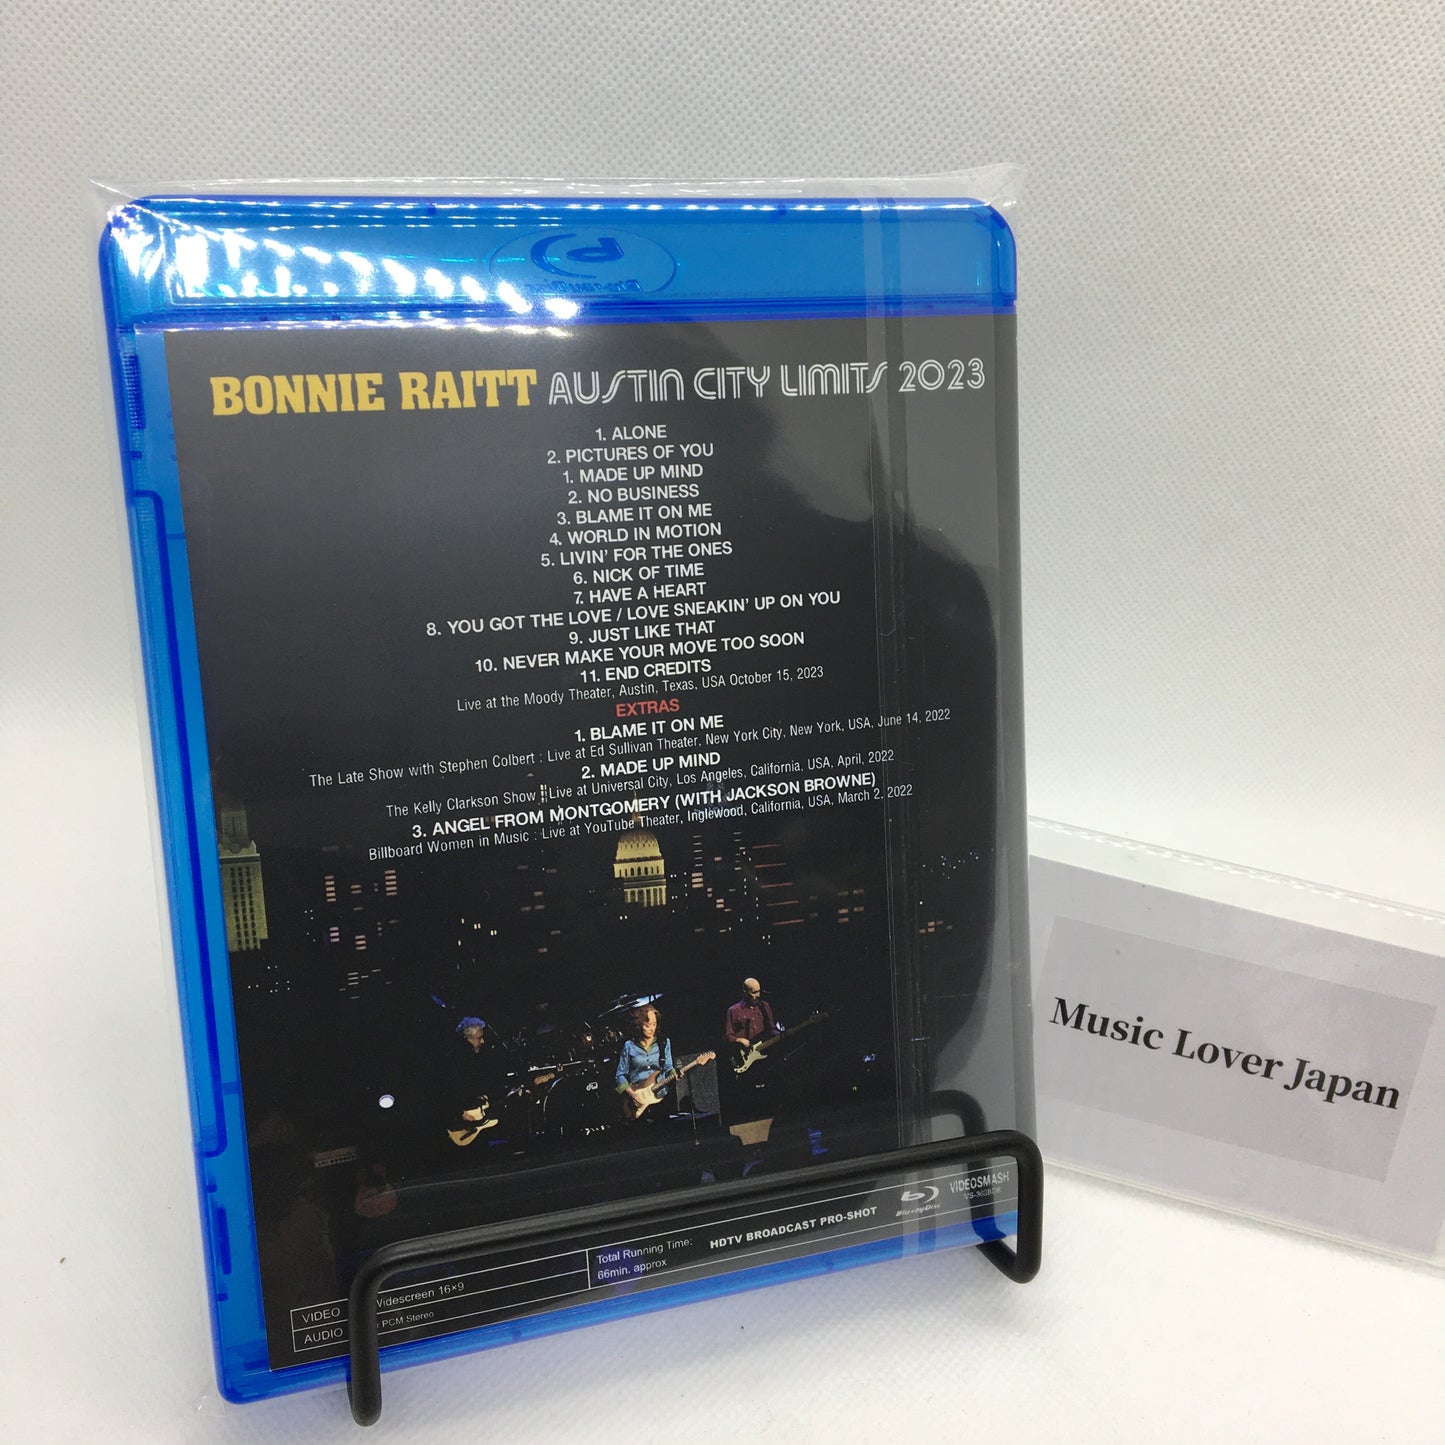 BONNIE RAITT AUSTIN CITY LIMITS 2023
1. ALONE
2. PICTURES OF YOU
1. MADE UP MIND
2. NO BUSINESS
3. BLAME IT ON ME
4. WORLD IN MOTION
5. LIVIN' FOR THE ONES
6. NICK OF TIME
7. HAVE A HEART
8. YOU GOT THE LOVE / LOVE SNEAKIN' UP ON YOU
9. JUST LIKE THAT
10. NEVER MAKE YOUR MOVE TOO SOON
11. END CREDITS
Live at the Moody Theater, Austin, Texas, USA October 15, 2023
EXTRAS
1. BLAME IT ON ME
The Late Show with Stephen Colbert : Live at Ed Sullivan Theater, New York City, New York, USA, June 14, 2022
2. MADE UP MIND
The Kelly Clarkson Show : Live at Universal City, Los Angeles, California, USA, April, 2022
3. ANGEL FROM MONTGOMERY (WITH JACKSON BROWNE)
Billboard Women in Music : Live at YouTube Theater, Inglewood, California, USA, March 2, 2022
Music Lover Japan
VIDEO Widescreen 16×9
AUDIO PCM Stereo
Total Running Time:
66min. approx
HDTV BROADCAST PRO-SHOT
Blu-ray Disc
VIDEOSMASH
VS-362BDR